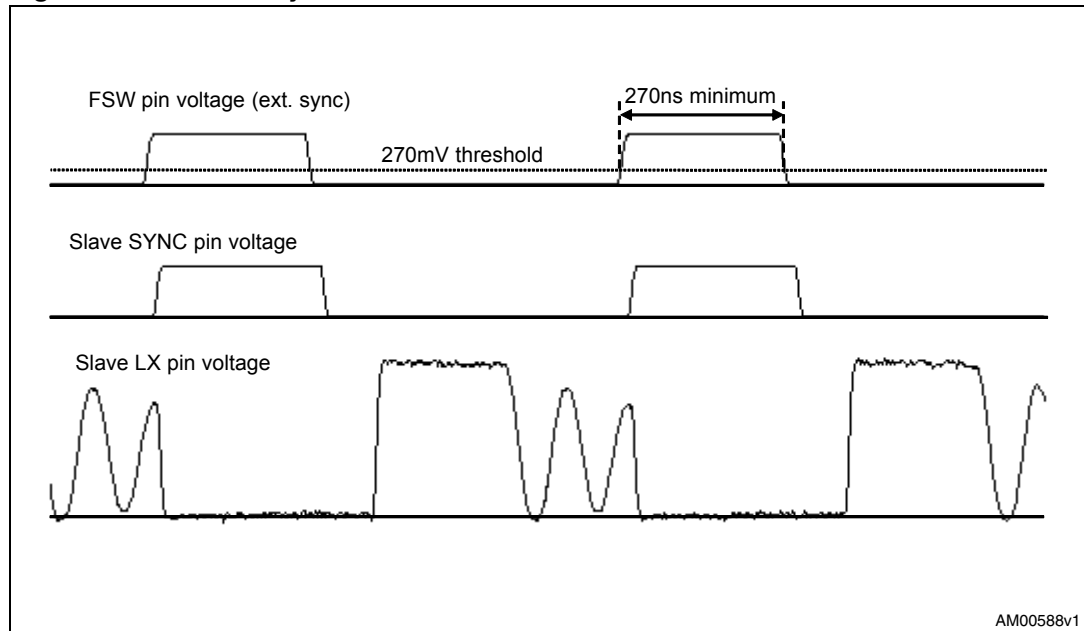 FSW pin voltage (ext. sync)
270ns minimum
270mV threshold
Slave SYNC pin voltage
Slave LX pin voltage
AM00588v1